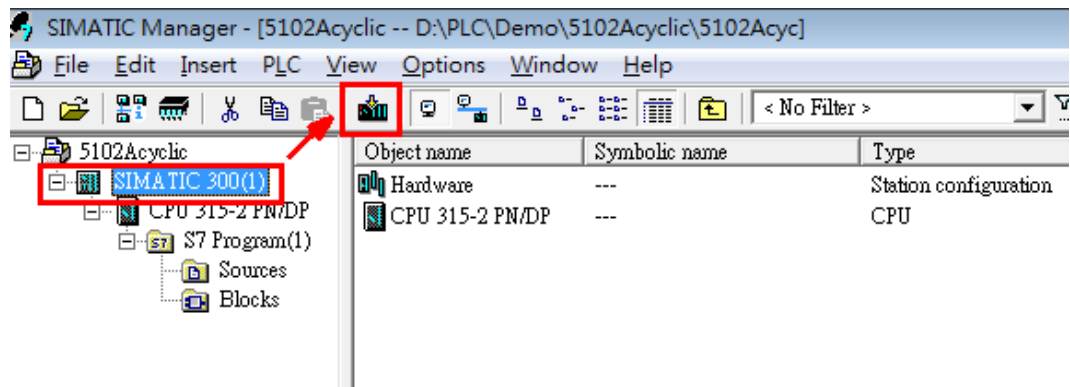 SIMATIC Manager - [5102Acyclic -- D:\PLC\Demo\5102Acyclic\5102Acyc]
File Edit Insert PLC View Options Window Help
< No Filter >
5102Acyclic
SIMATIC 300(1)
CPU 315-2 PN/DP
S7 Program(1)
Sources
Blocks
Object name Symbolic name Type
Hardware --- Station configuration
CPU 315-2 PN/DP --- CPU